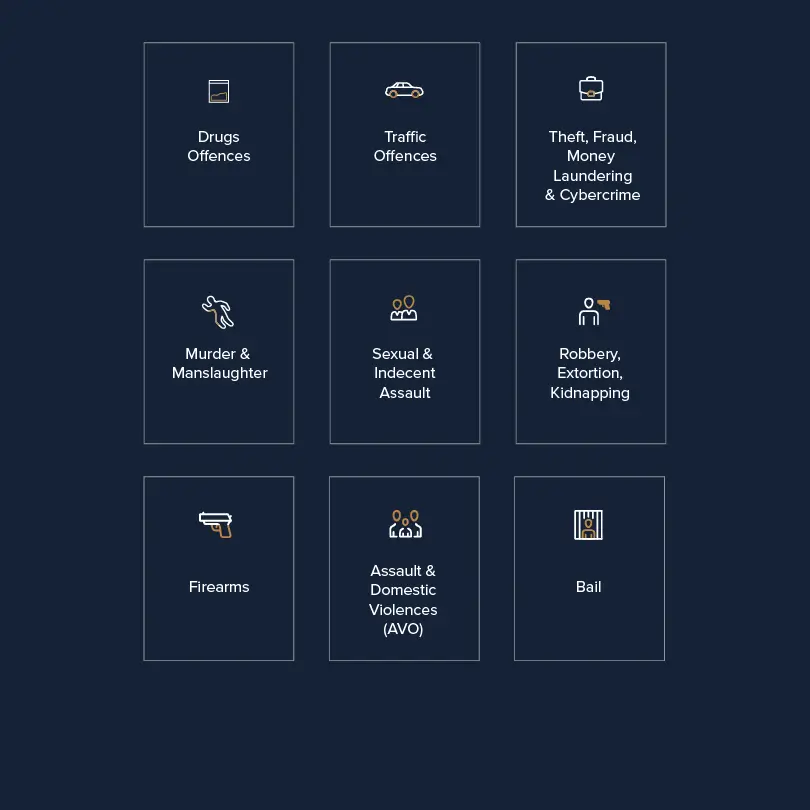 Drugs
Offences
Traffic
Offences
Theft, Fraud,
Money
Laundering
& Cybercrime
Murder &
Manslaughter
Sexual &
Indecent
Assault
Robbery,
Extortion,
Kidnapping
Firearms
Assault &
Domestic
Violences
(AVO)
Bail